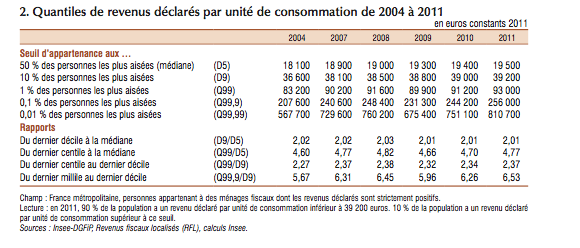 2. Quantiles de revenus déclarés par unité de consommation de 2004 à 2011
en euros constants 2011
2004 2007 2008 2009 2010 2011
Seuil d'appartenance aux …
50 % des personnes les plus aisées (médiane) (D5) 18 100 18 900 19 000 19 300 19 400 19 500
10 % des personnes les plus aisées (D9) 36 600 38 100 38 500 38 800 39 000 39 200
1 % des personnes les plus aisées (Q99) 83 200 90 200 91 600 89 900 91 200 93 000
0,1 % des personnes les plus aisées (Q99,9) 207 600 240 600 248 400 231 300 244 200 256 000
0,01 % des personnes les plus aisées (Q99,99) 567 700 729 600 760 200 675 400 751 100 810 700
Rapports
Du dernier décile à la médiane (D9/D5) 2,02 2,02 2,03 2,01 2,01 2,01
Du dernier centile à la médiane (Q99/D5) 4,60 4,77 4,82 4,66 4,70 4,77
Du dernier centile au dernier décile (Q99/D9) 2,27 2,37 2,38 2,32 2,34 2,37
Du dernier millile au dernier décile (Q99,9/D9) 5,67 6,31 6,45 5,96 6,26 6,53
Champ : France métropolitaine, personnes appartenant à des ménages fiscaux dont les revenus déclarés sont strictement positifs.
Lecture : en 2011, 90 % de la population a un revenu déclaré par unité de consommation inférieur à 39 200 euros. 10 % de la population a un revenu déclaré
par unité de consommation supérieur à ce seuil.
Sources : Insee-DGFiP, Revenus fiscaux localisés (RFL), calculs Insee.